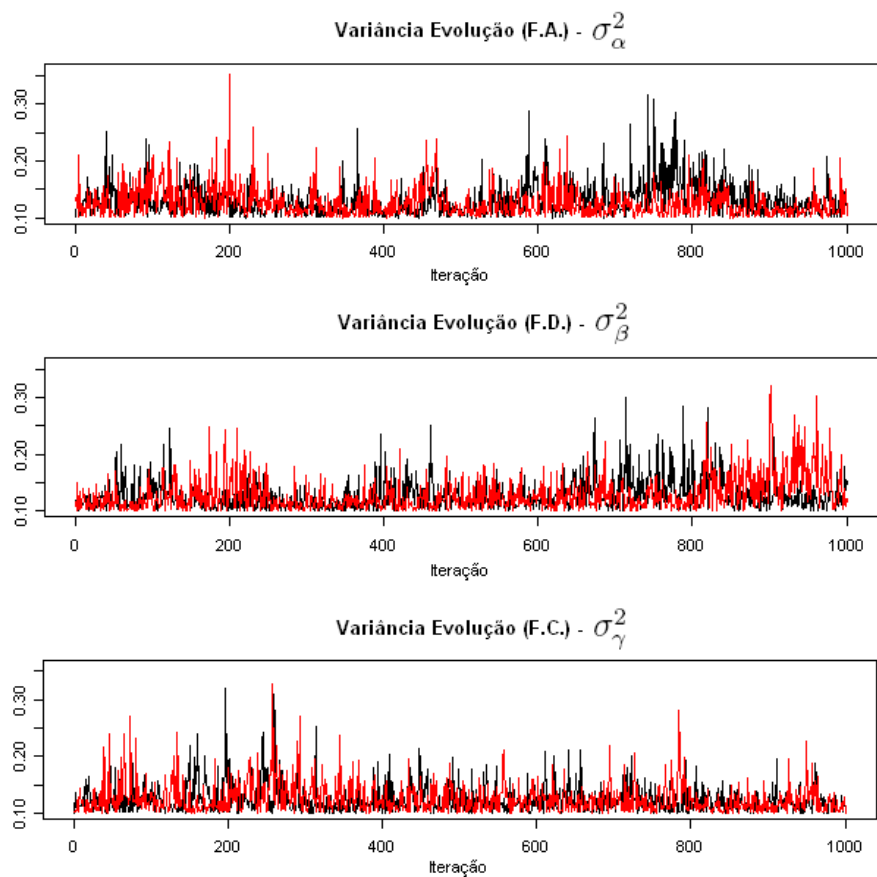 Variância Evolução (F.A.) - σ²α
0.30
0.20
0.10
0 200 400 600 800 1000
Iteração
Variância Evolução (F.D.) - σ²β
0.30
0.20
0.10
0 200 400 600 800 1000
Iteração
Variância Evolução (F.C.) - σ²γ
0.30
0.20
0.10
0 200 400 600 800 1000
Iteração